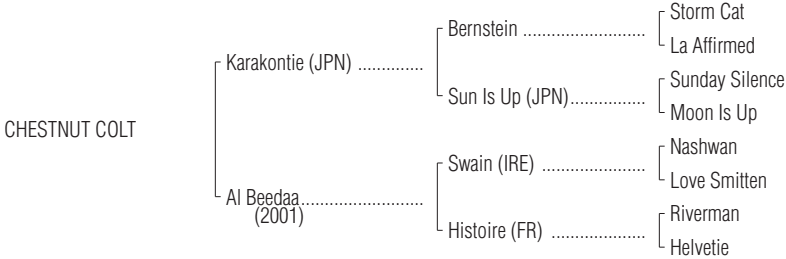 Storm Cat
Bernstein ..........................
La Affirmed
Karakontie (JPN) ..............
Sunday Silence
Sun Is Up (JPN)................
Moon Is Up
CHESTNUT COLT
Nashwan
Swain (IRE) ......................
Love Smitten
Al Beedaa..........................
(2001)
Riverman
Histoire (FR) ....................
Helvetie